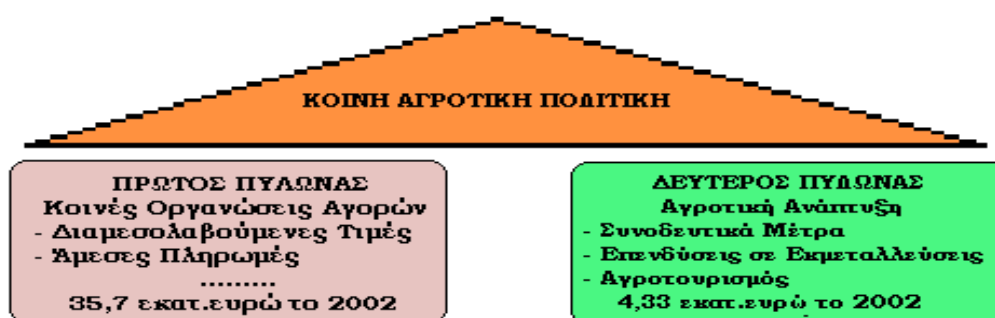 ΚΟΙΝΗ ΑΓΡΟΤΙΚΗ ΠΟΛΙΤΙΚΗ
ΠΡΩΤΟΣ ΠΥΛΩΝΑΣ
Κοινές Οργανώσεις Αγορών
- Διαμεσολαβούμενες Τιμές
- Άμεσες Πληρωμές
.........
35,7 εκατ.ευρώ το 2002
ΔΕΥΤΕΡΟΣ ΠΥΛΩΝΑΣ
Αγροτική Ανάπτυξη
- Συνοδευτικά Μέτρα
- Επενδύσεις σε Εκμεταλλεύσεις
- Αγροτουρισμός
4,33 εκατ.ευρώ το 2002